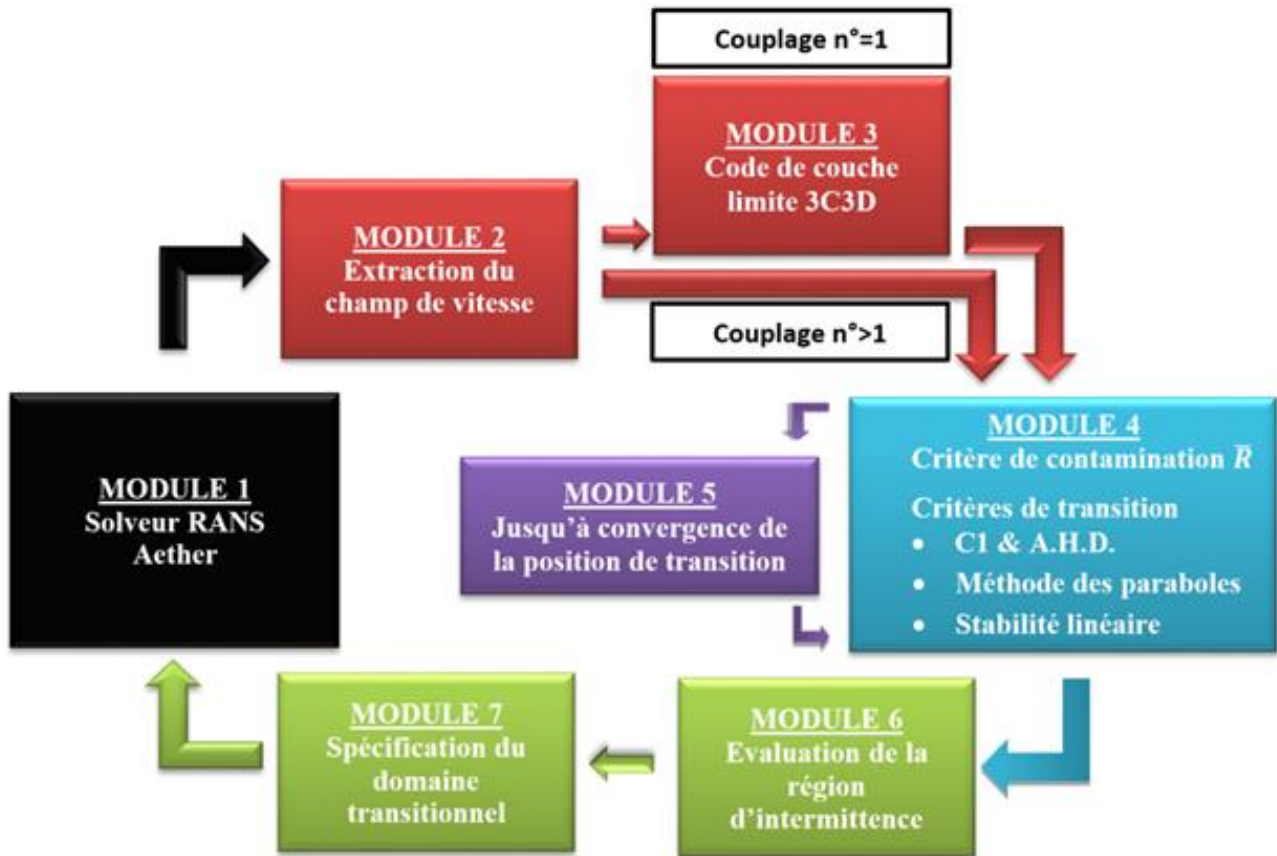 Couplage n°=1
MODULE 3
Code de couche
limite 3C3D
MODULE 2
Extraction du
champ de vitesse
Couplage n°>1
MODULE 1
Solveur RANS
Aether
MODULE 5
Jusqu'à convergence de
la position de transition
MODULE 4
Critère de contamination R̅
Critères de transition
• C1 & A.H.D.
• Méthode des paraboles
• Stabilité linéaire
MODULE 7
Spécification du
domaine
transitionnel
MODULE 6
Evaluation de la
région
d'intermittence